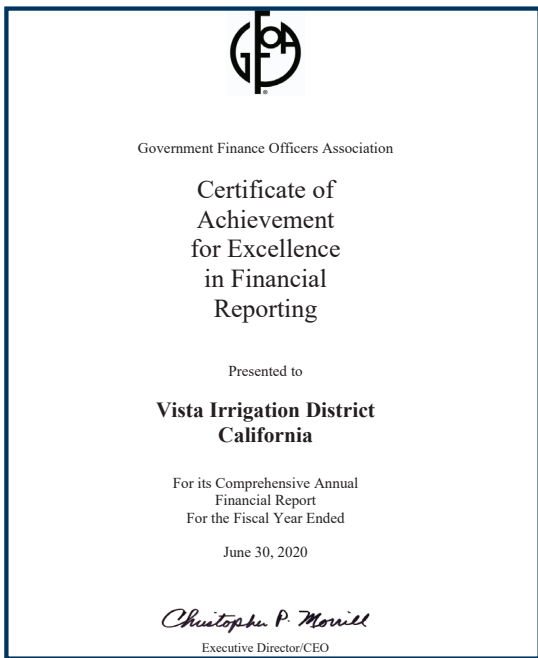 GFOA
Government Finance Officers Association
Certificate of
Achievement
for Excellence
in Financial
Reporting
Presented to
Vista Irrigation District
California
For its Comprehensive Annual
Financial Report
For the Fiscal Year Ended
June 30, 2020
Christopher P. Morrill
Executive Director/CEO